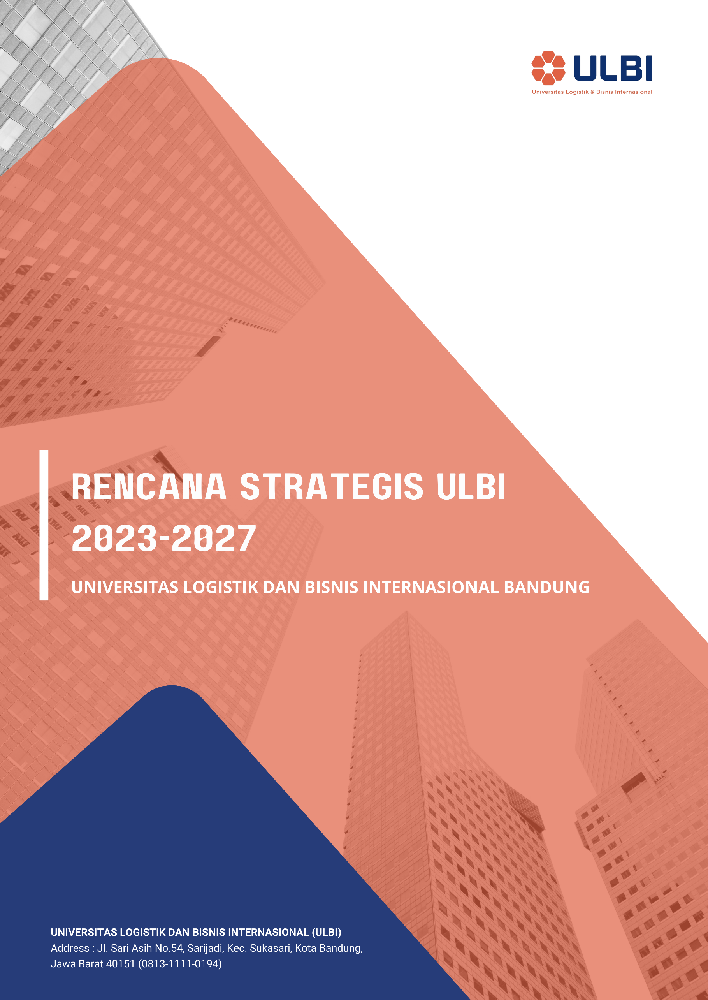 ULBI
Universitas Logistik & Bisnis Internasional
RENCANA STRATEGIS ULBI
2023-2027
UNIVERSITAS LOGISTIK DAN BISNIS INTERNASIONAL BANDUNG
UNIVERSITAS LOGISTIK DAN BISNIS INTERNASIONAL (ULBI)
Address : Jl. Sari Asih No.54, Sarijadi, Kec. Sukasari, Kota Bandung,
Jawa Barat 40151 (0813-1111-0194)